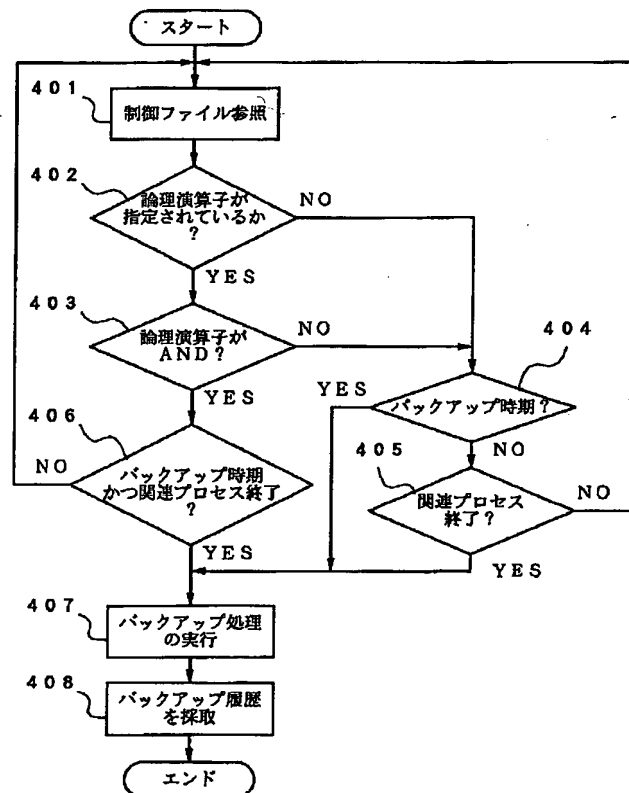 スタート
401
制御ファイル参照
402
論理演算子が
指定されているか
?
NO
YES
403
論理演算子が
AND?
NO
YES
404
バックアップ時期?
YES
NO
405
関連プロセス
終了?
NO
YES
406
バックアップ時期
かつ関連プロセス終了
?
NO
YES
407
バックアップ処理
の実行
408
バックアップ履歴
を採取
エンド